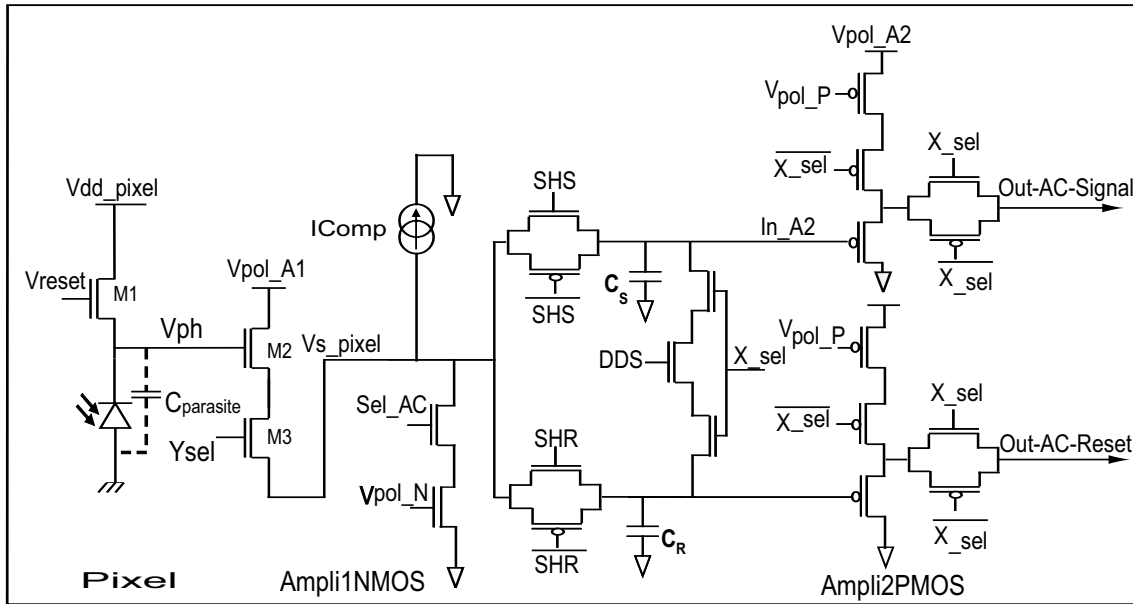 Vpol_A2
Vpol_P
X_sel
X_sel
Out-AC-Signal
X_sel
SHS
In_A2
Cs
SHS
IComp
Vdd_pixel
Vreset
M1
Vpol_A1
Vph
M2
Vs_pixel
Cparasite
Ysel
M3
Sel_AC
Vpol_N
DDS
X_sel
Vpol_P
X_sel
X_sel
Out-AC-Reset
X_sel
SHR
CR
SHR
Pixel
Ampli1NMOS
Ampli2PMOS